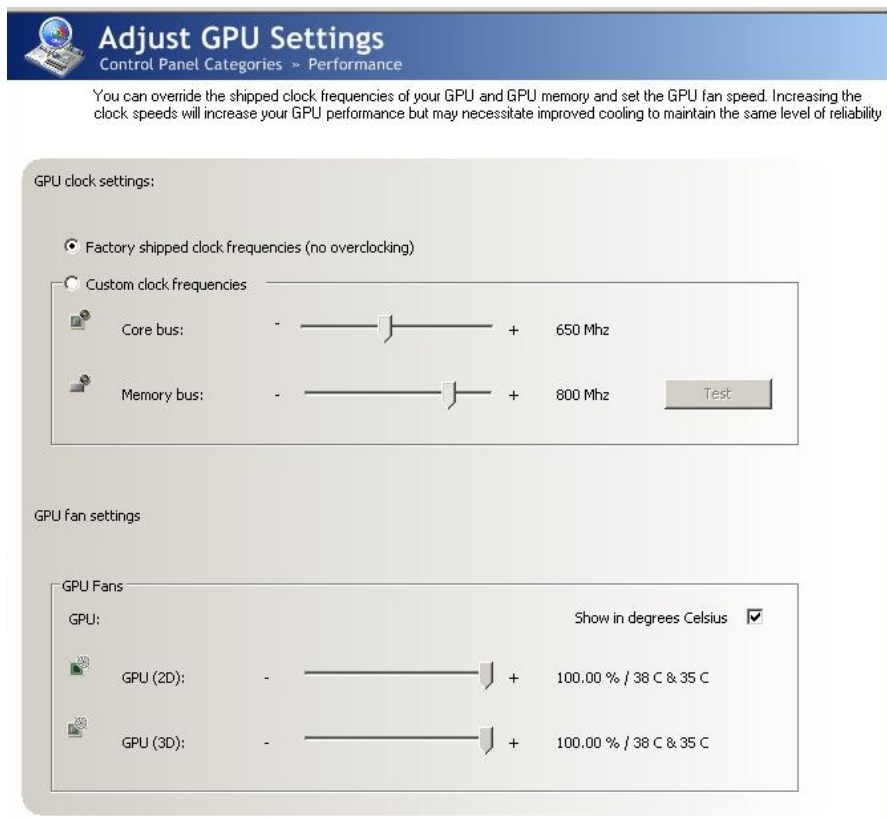 Adjust GPU Settings
Control Panel Categories » Performance
You can override the shipped clock frequencies of your GPU and GPU memory and set the GPU fan speed. Increasing the
clock speeds will increase your GPU performance but may necessitate improved cooling to maintain the same level of reliability
GPU clock settings:
Factory shipped clock frequencies (no overclocking)
Custom clock frequencies
Core bus: - + 650 Mhz
Memory bus: - + 800 Mhz Test
GPU fan settings
GPU Fans
GPU: Show in degrees Celsius
GPU (2D): - + 100.00 % / 38 C & 35 C
GPU (3D): - + 100.00 % / 38 C & 35 C